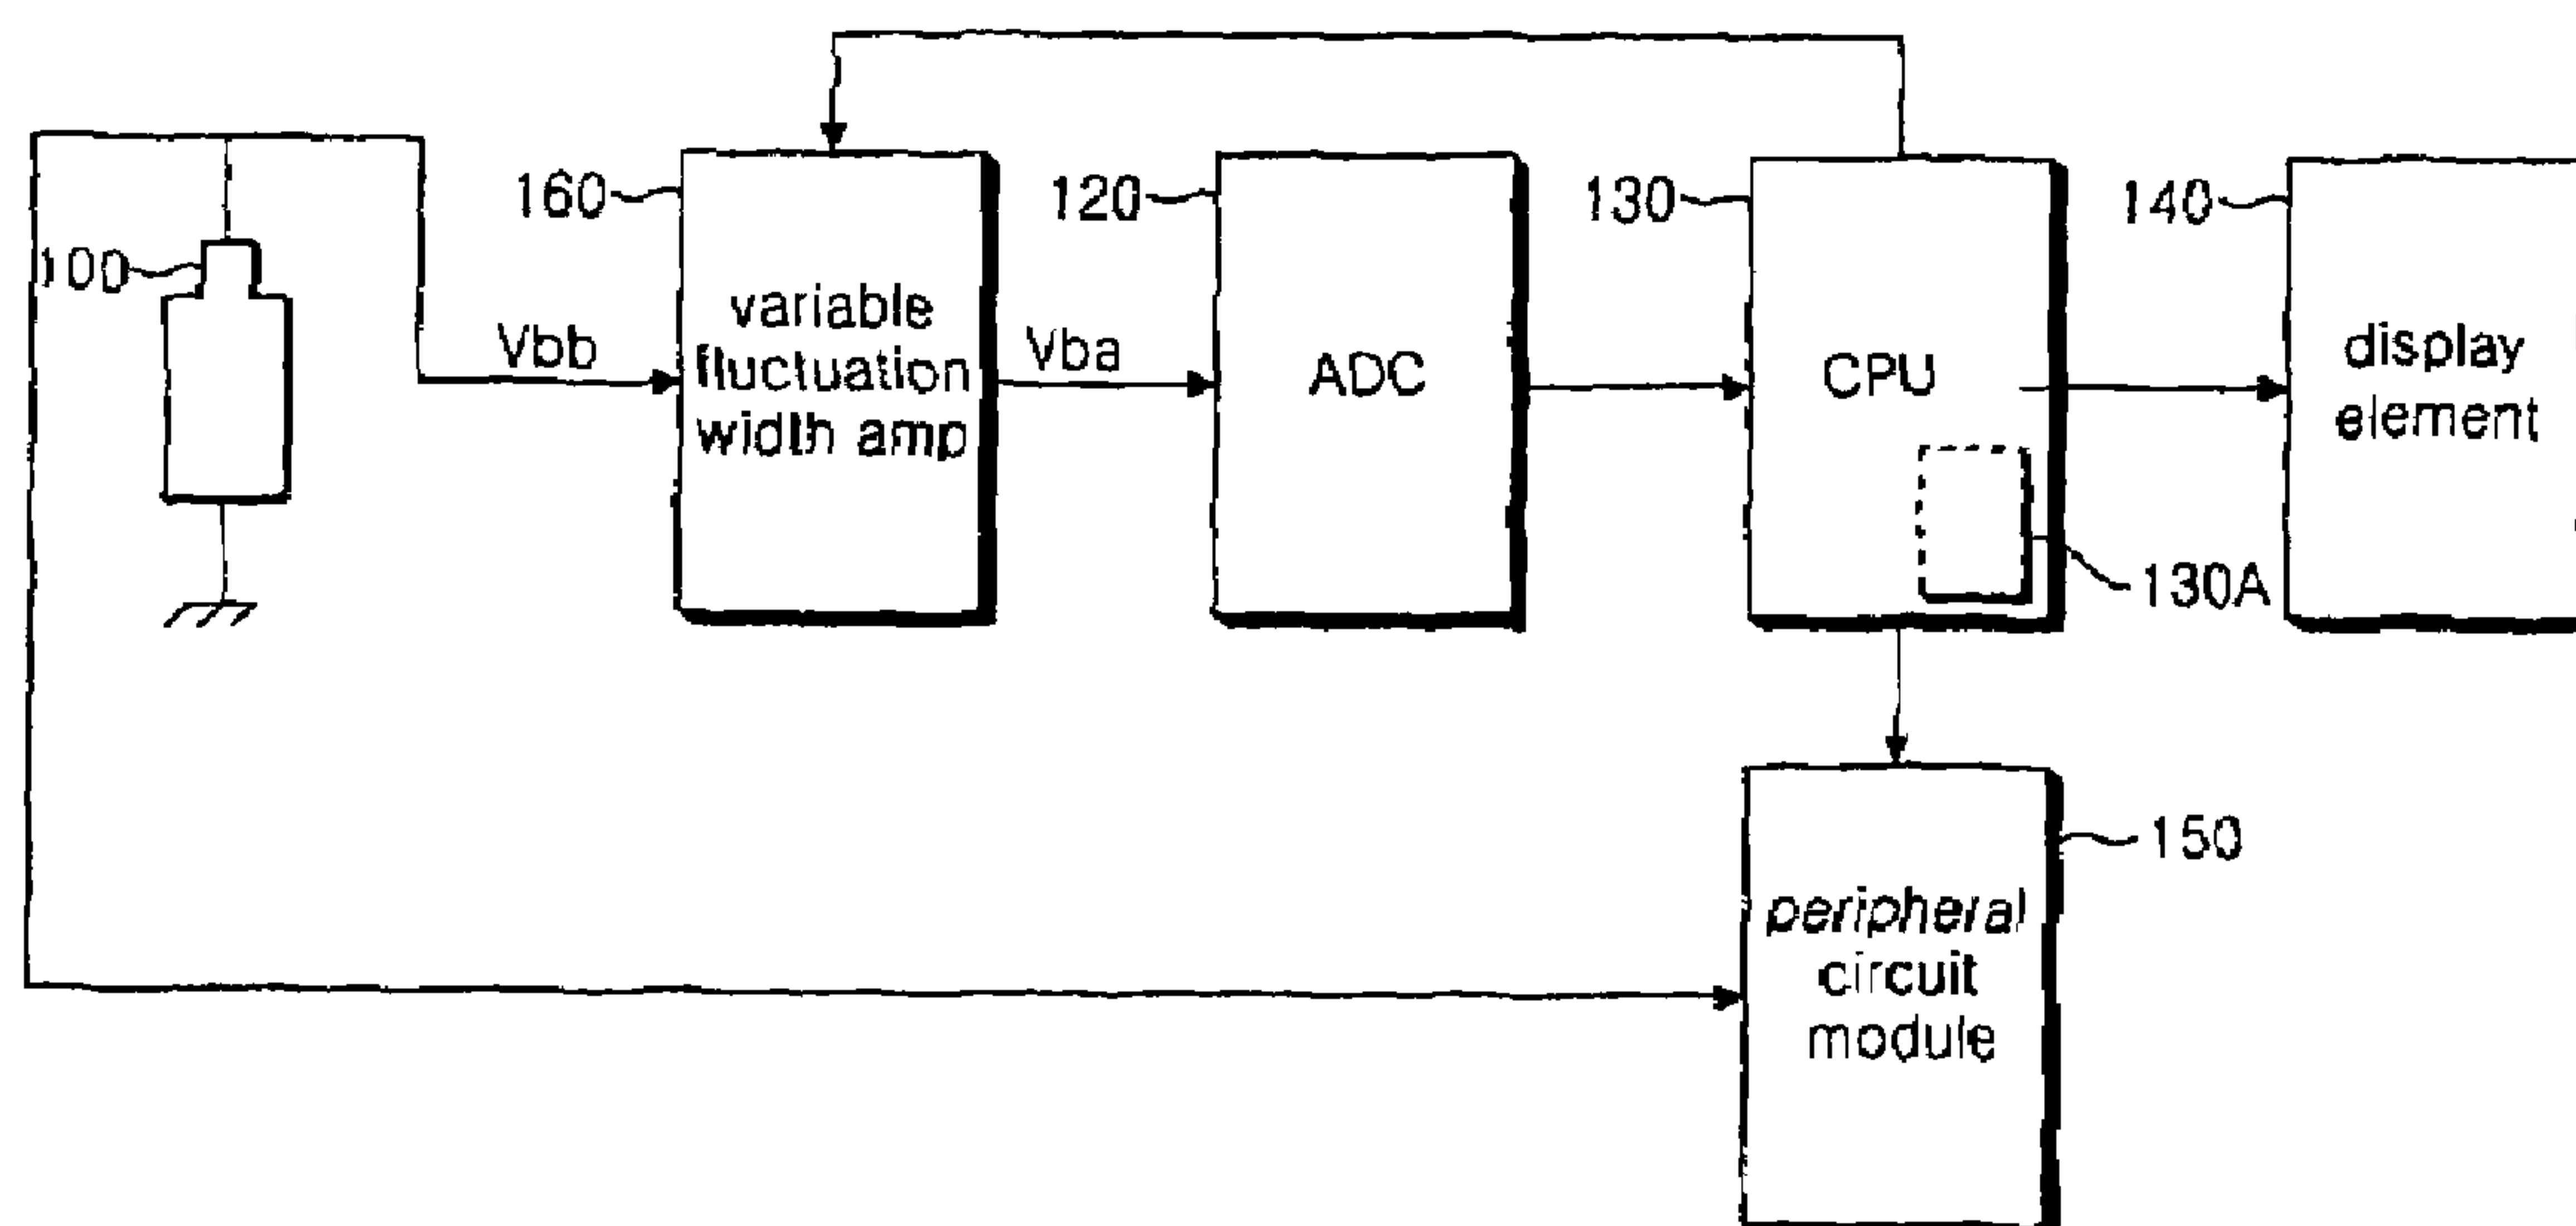 160
120
130
140
100
variable
fluctuation
width amp
Vbb
Vba
ADC
CPU
display
element
130A
150
peripheral
circuit
module